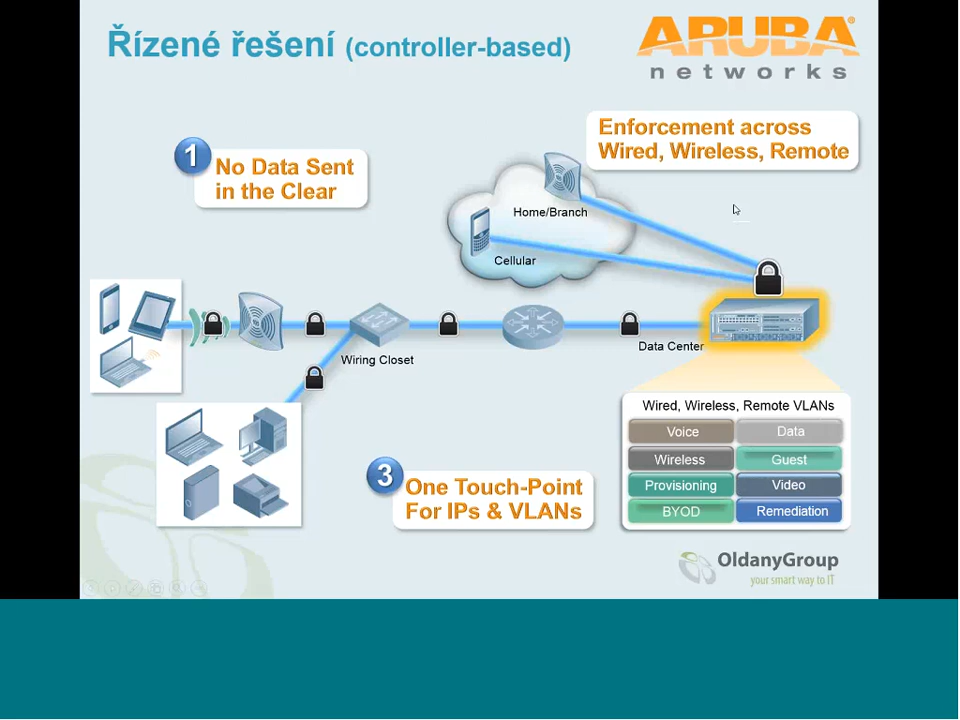 Řízené řešení (controller-based)
ARUBA®
networks
Enforcement across
Wired, Wireless, Remote
1
No Data Sent
in the Clear
Home/Branch
Cellular
Wiring Closet
Data Center
Wired, Wireless, Remote VLANs
Voice
Data
Wireless
Guest
Provisioning
Video
BYOD
Remediation
3
One Touch-Point
For IPs & VLANs
OldanyGroup
your smart way to IT